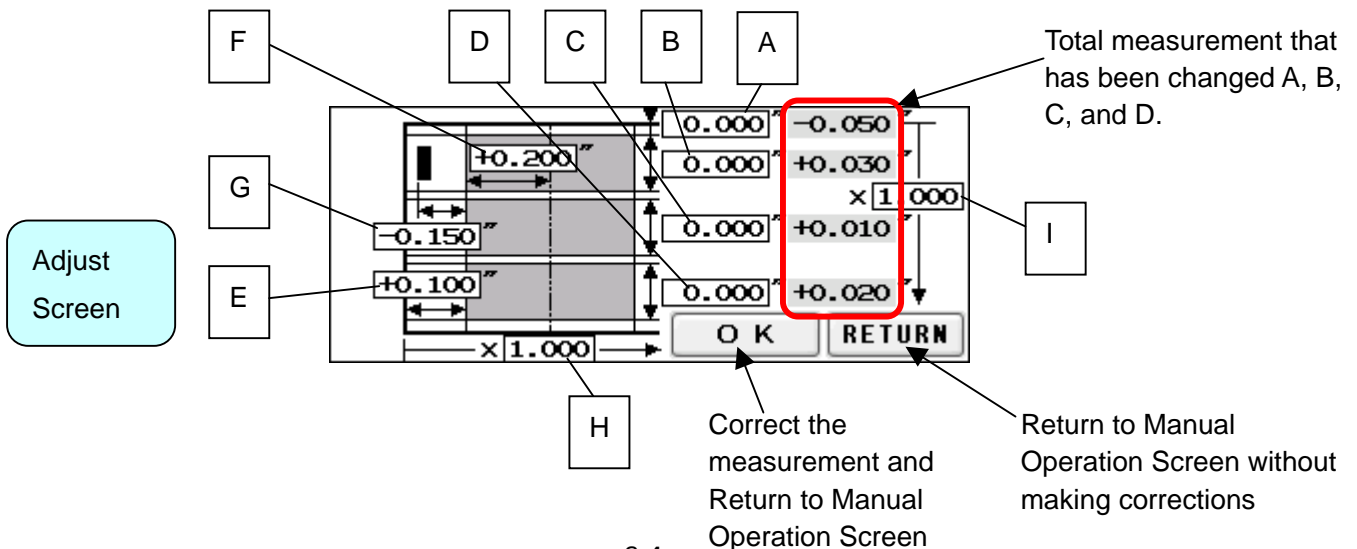 F
D
C
B
A
Total measurement that
has been changed A, B,
C, and D.
0.000" -0.050"
+0.200"
0.000" +0.030"
G
× 1.000
-0.150"
0.000" +0.010"
I
Adjust
Screen
E
+0.100"
0.000" +0.020"
× 1.000
OK
RETURN
H
Correct the
measurement and
Return to Manual
Operation Screen
Return to Manual
Operation Screen without
making corrections